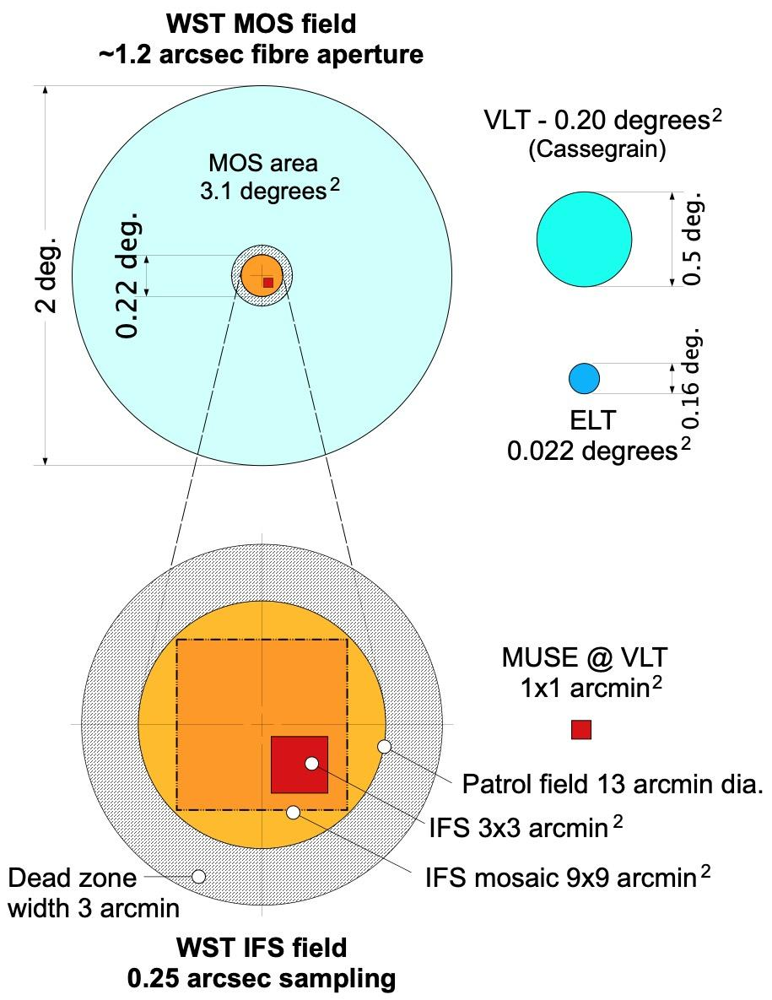 WST MOS field
~1.2 arcsec fibre aperture
MOS area
3.1 degrees²
2 deg.
0.22 deg.
VLT - 0.20 degrees²
(Cassegrain)
0.5 deg.
0.16 deg.
ELT
0.022 degrees²
MUSE @ VLT
1x1 arcmin²
Patrol field 13 arcmin dia.
IFS 3x3 arcmin²
IFS mosaic 9x9 arcmin²
Dead zone
width 3 arcmin
WST IFS field
0.25 arcsec sampling